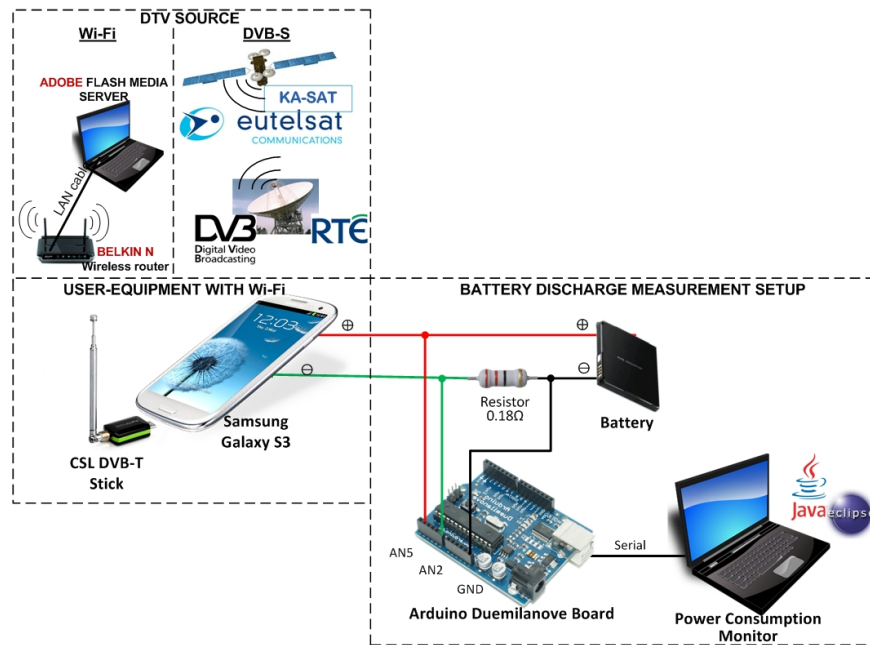 DTV SOURCE
Wi-Fi
DVB-S
ADOBE FLASH MEDIA
SERVER
LAN cable
BELKIN N
Wireless router
KA-SAT
eutelsat
COMMUNICATIONS
DVB
Digital Video
Broadcasting
RTÉ
USER-EQUIPMENT WITH Wi-Fi
12:03
Samsung
Galaxy S3
CSL DVB-T
Stick
BATTERY DISCHARGE MEASUREMENT SETUP
⊕
⊕
⊖
⊖
Resistor
0.18Ω
Battery
AN5
AN2
GND
Serial
Arduino Duemilanove Board
Java
eclipse
Power Consumption
Monitor